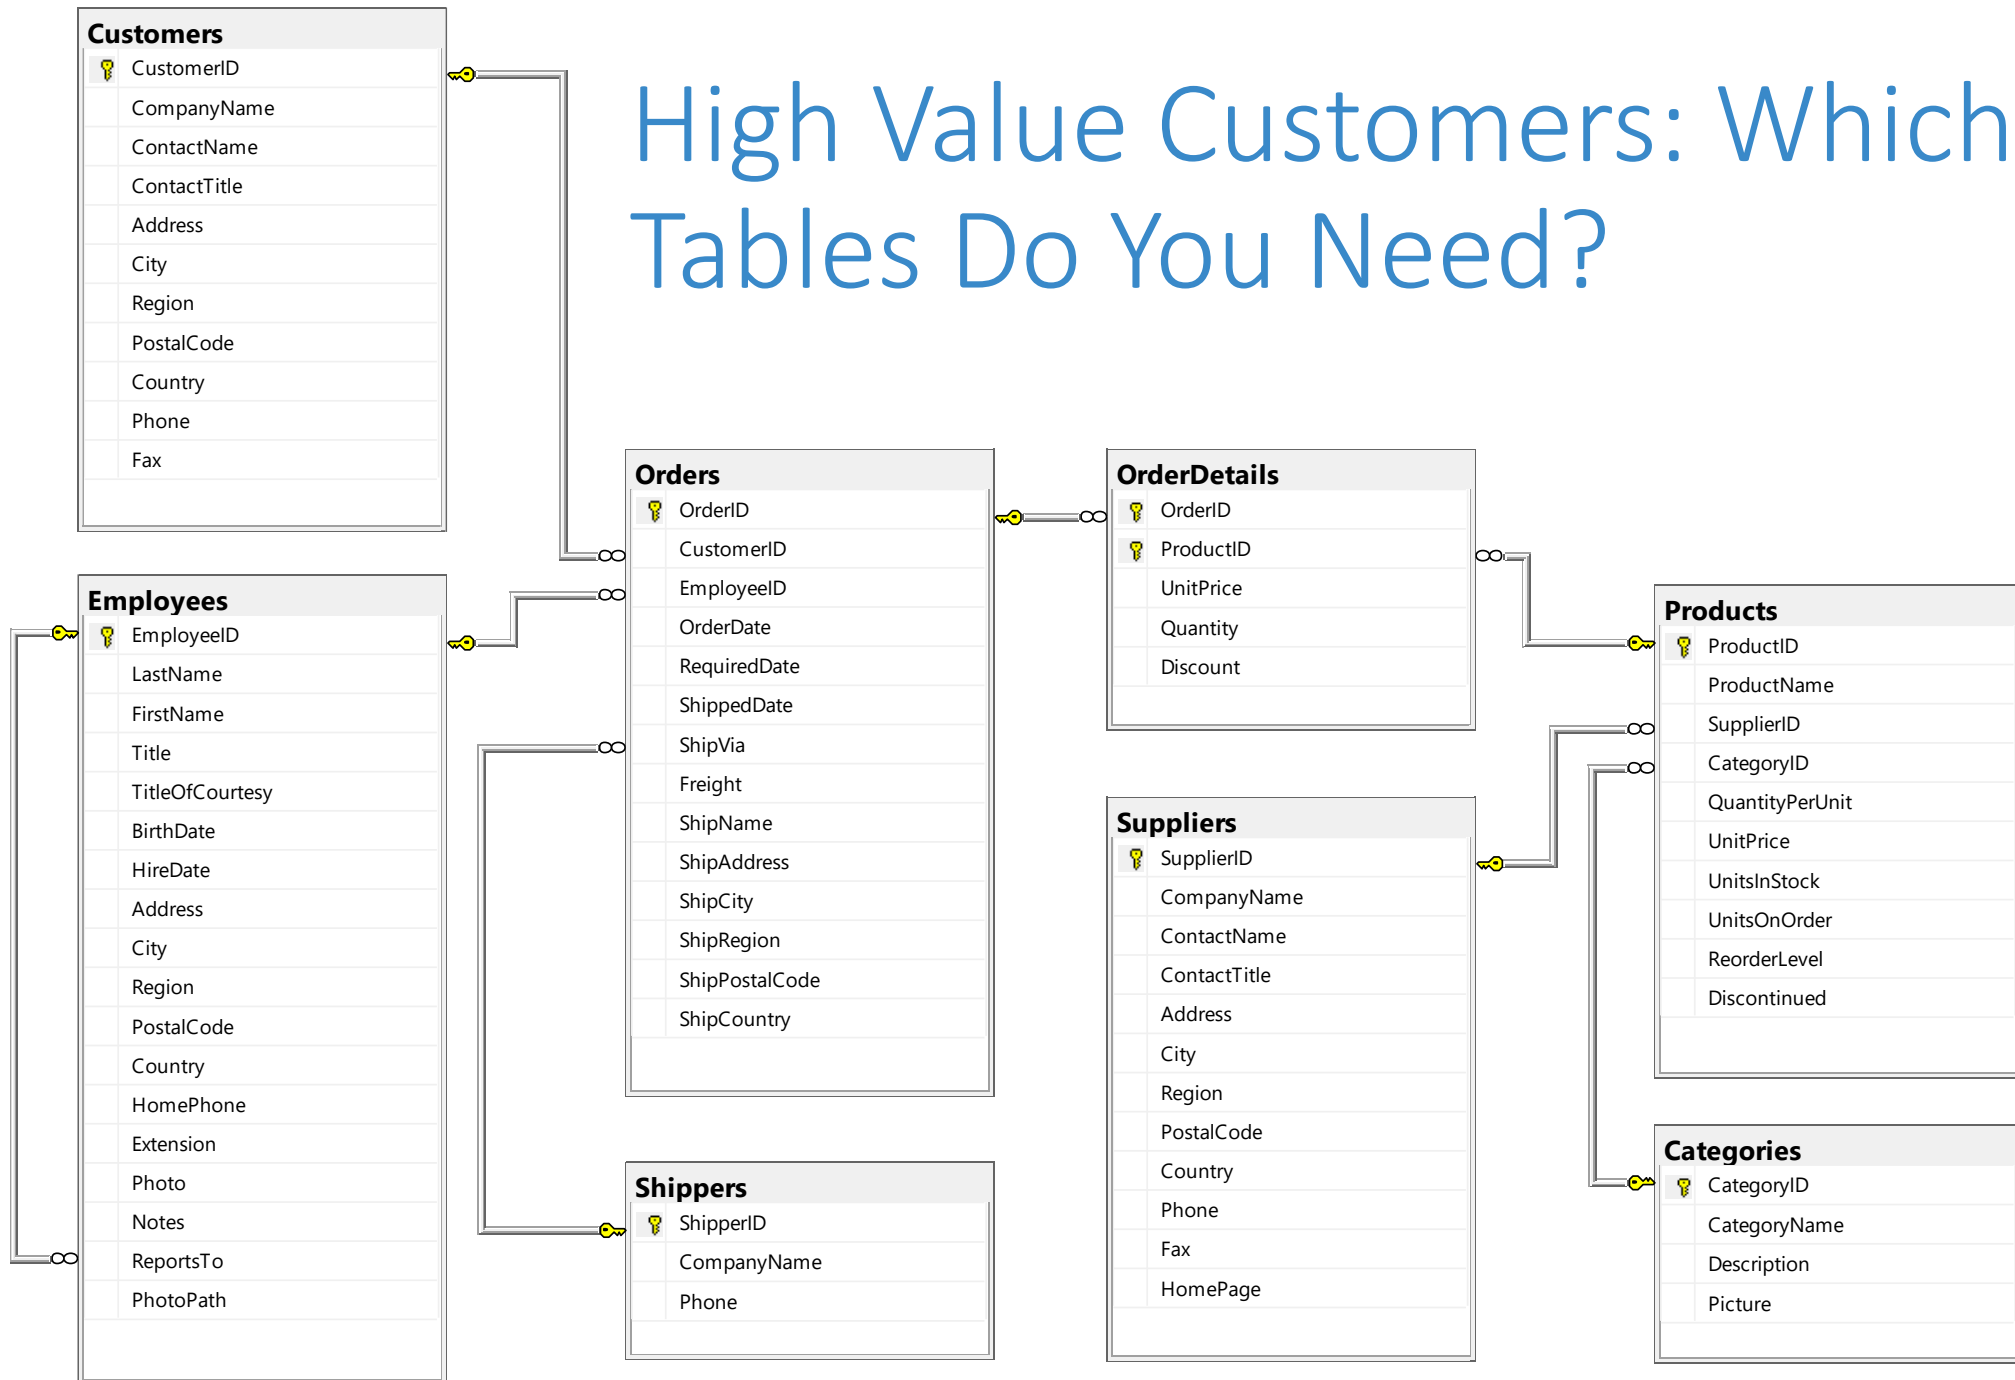 High Value Customers: Which
Tables Do You Need?
Customers
CustomerID
CompanyName
ContactName
ContactTitle
Address
City
Region
PostalCode
Country
Phone
Fax
Employees
EmployeeID
LastName
FirstName
Title
TitleOfCourtesy
BirthDate
HireDate
Address
City
Region
PostalCode
Country
HomePhone
Extension
Photo
Notes
ReportsTo
PhotoPath
Orders
OrderID
CustomerID
EmployeeID
OrderDate
RequiredDate
ShippedDate
ShipVia
Freight
ShipName
ShipAddress
ShipCity
ShipRegion
ShipPostalCode
ShipCountry
Shippers
ShipperID
CompanyName
Phone
OrderDetails
OrderID
ProductID
UnitPrice
Quantity
Discount
Suppliers
SupplierID
CompanyName
ContactName
ContactTitle
Address
City
Region
PostalCode
Country
Phone
Fax
HomePage
Products
ProductID
ProductName
SupplierID
CategoryID
QuantityPerUnit
UnitPrice
UnitsInStock
UnitsOnOrder
ReorderLevel
Discontinued
Categories
CategoryID
CategoryName
Description
Picture